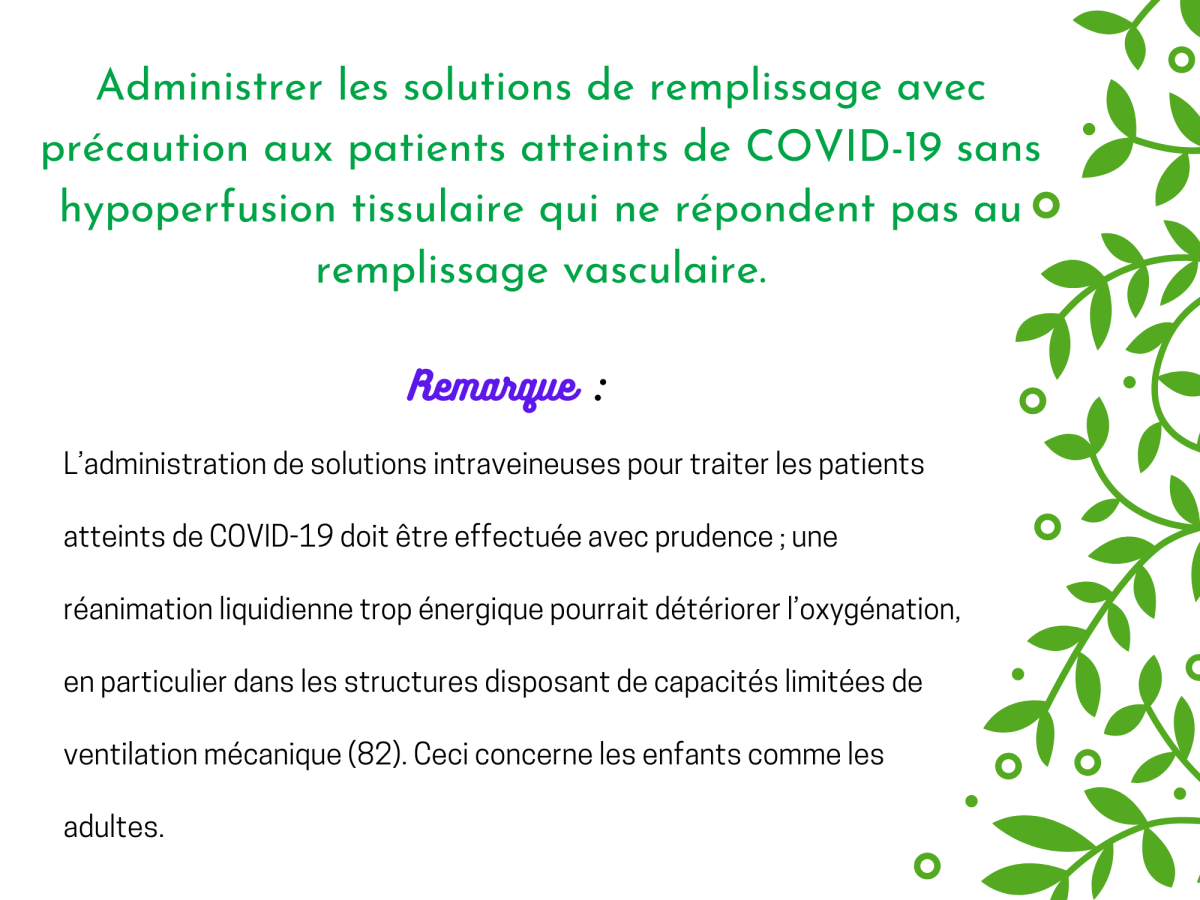 Administrer les solutions de remplissage avec
précaution aux patients atteints de COVID-19 sans
hypoperfusion tissulaire qui ne répondent pas au
remplissage vasculaire.
Remarque :
L’administration de solutions intraveineuses pour traiter les patients
atteints de COVID-19 doit être effectuée avec prudence ; une
réanimation liquidienne trop énergique pourrait détériorer l’oxygénation,
en particulier dans les structures disposant de capacités limitées de
ventilation mécanique (82). Ceci concerne les enfants comme les
adultes.